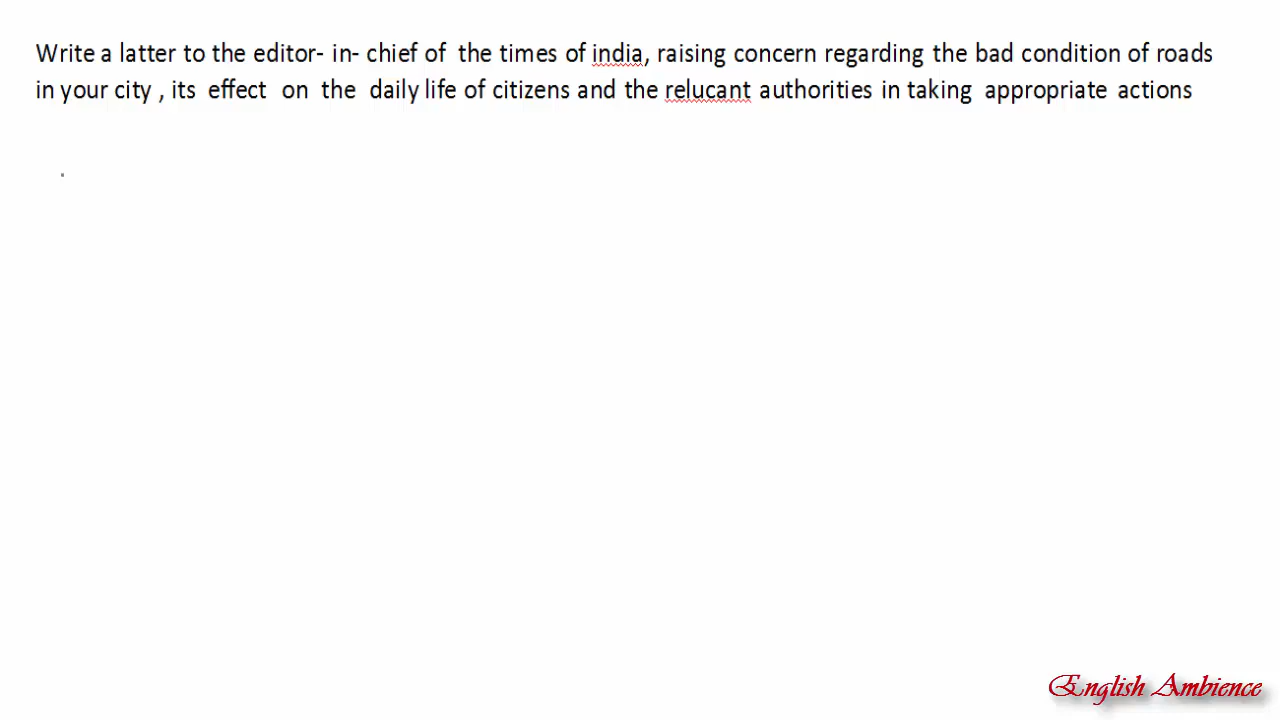 Write a latter to the editor- in- chief of the times of india, raising concern regarding the bad condition of roads
in your city , its effect on the daily life of citizens and the relucant authorities in taking appropriate actions
.
English Ambience